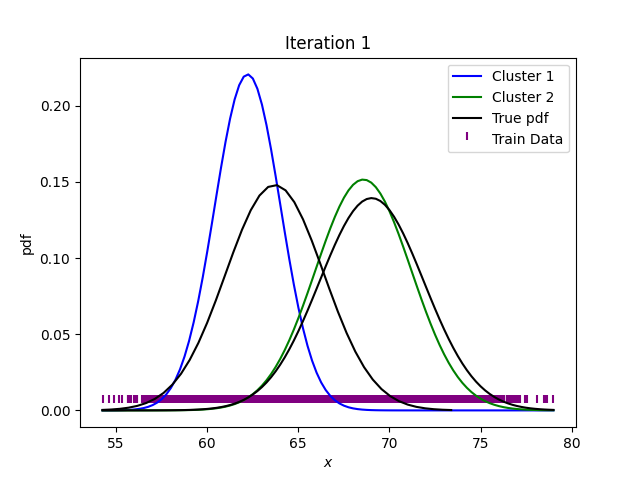 Iteration 1
Cluster 1
Cluster 2
True pdf
Train Data
pdf
0.20
0.15
0.10
0.05
0.00
55
60
65
70
75
80
x